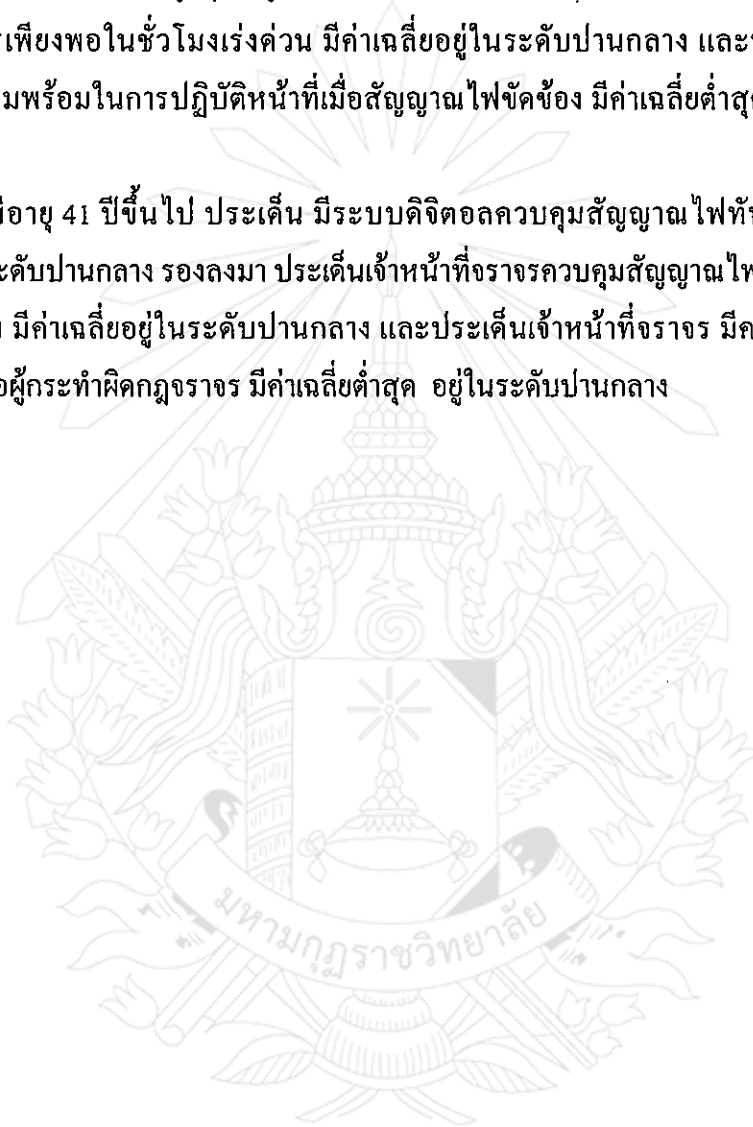 รเพียงพอในชั่วโมงเร่งด่วน มีค่าเฉลี่ยอยู่ในระดับปานกลาง และ
มพร้อมในการปฏิบัติหน้าที่เมื่อสัญญาณไฟขัดข้อง มีค่าเฉลี่ยต่ำสุด
มีอายุ 41 ปีขึ้นไป ประเด็น มีระบบดิจิตอลควบคุมสัญญาณไฟทัน
ะดับปานกลาง รองลงมา ประเด็นเจ้าหน้าที่จราจรควบคุมสัญญาณไฟ
มีค่าเฉลี่ยอยู่ในระดับปานกลาง และประเด็นเจ้าหน้าที่จราจร มีค
อผู้กระทำผิดกฎจราจร มีค่าเฉลี่ยต่ำสุด อยู่ในระดับปานกลาง
มหามกุฏราชวิทยาลัย